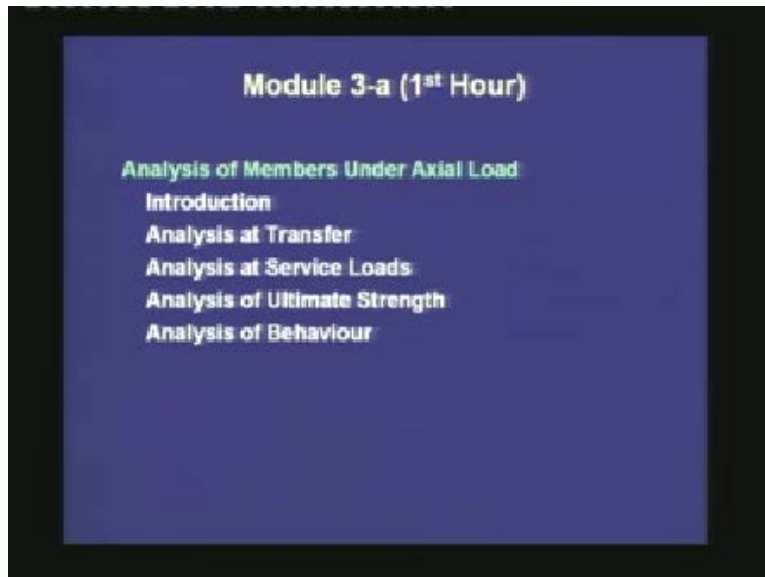 Module 3-a (1st Hour)
Analysis of Members Under Axial Load
Introduction
Analysis at Transfer
Analysis at Service Loads
Analysis of Ultimate Strength
Analysis of Behaviour